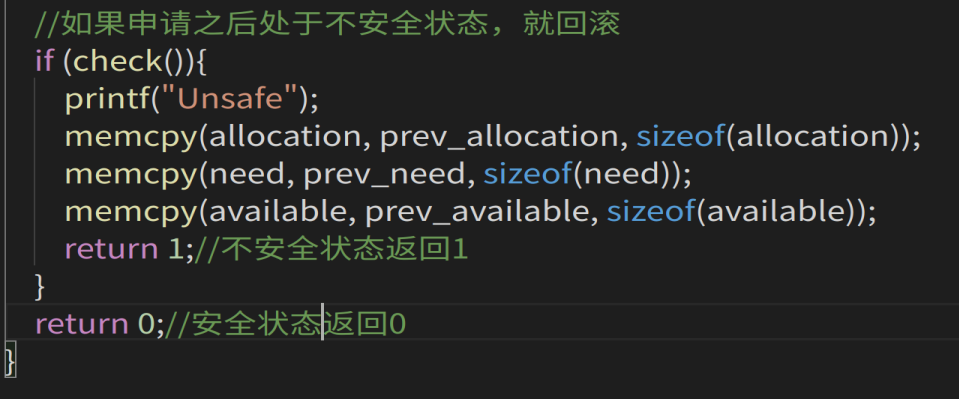 //如果申请之后处于不安全状态，就回滚
if (check()){
printf("Unsafe");
memcpy(allocation, prev_allocation, sizeof(allocation));
memcpy(need, prev_need, sizeof(need));
memcpy(available, prev_available, sizeof(available));
return 1;//不安全状态返回1
}
return 0;//安全状态返回0
}